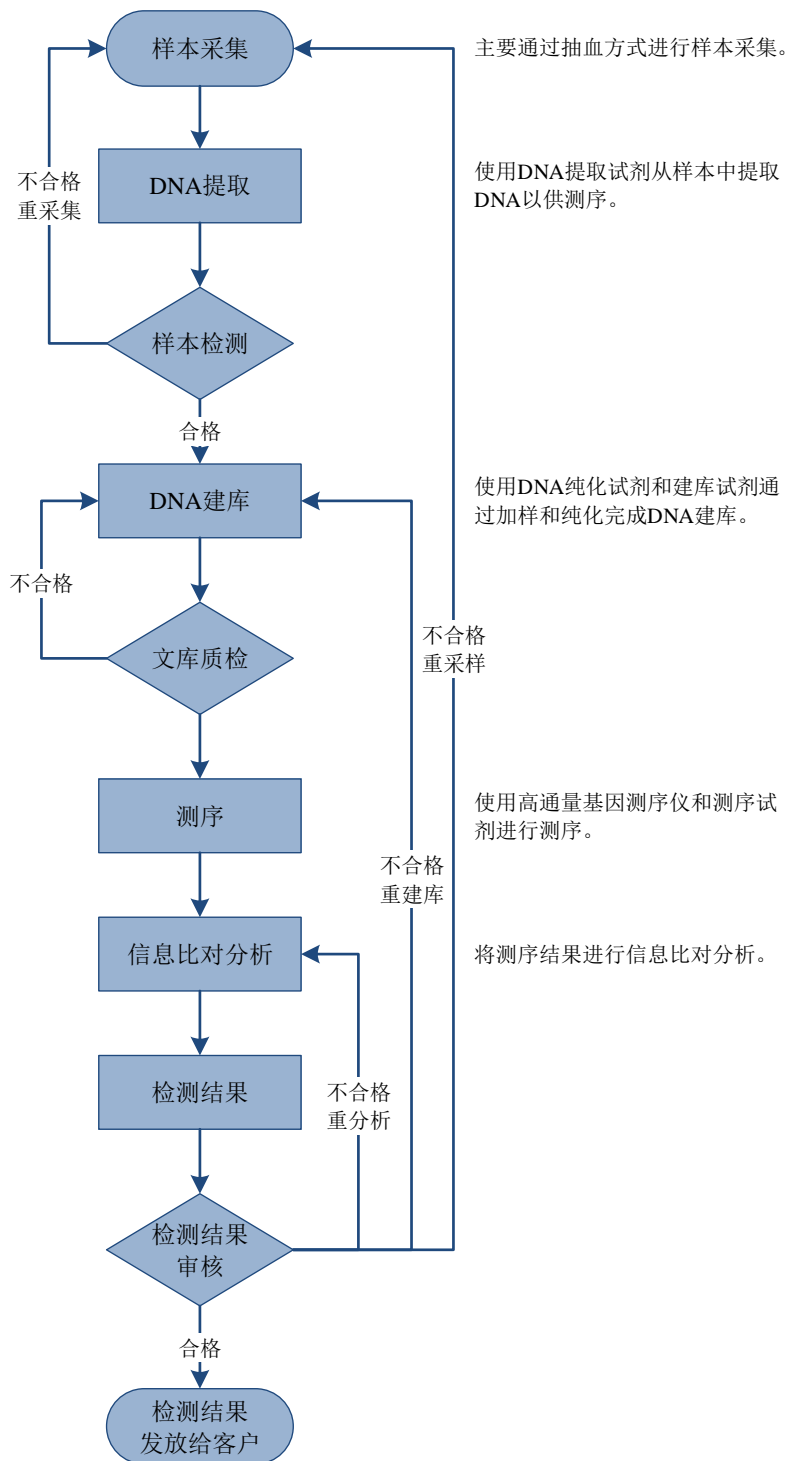 样本采集
主要通过抽血方式进行样本采集。
不合格
重采集
DNA提取
使用DNA提取试剂从样本中提取
DNA以供测序。
样本检测
合格
DNA建库
使用DNA纯化试剂和建库试剂通
过加样和纯化完成DNA建库。
不合格
文库质检
不合格
重采样
测序
使用高通量基因测序仪和测序试
剂进行测序。
不合格
重建库
信息比对分析
将测序结果进行信息比对分析。
检测结果
不合格
重分析
检测结果
审核
合格
检测结果
发放给客户